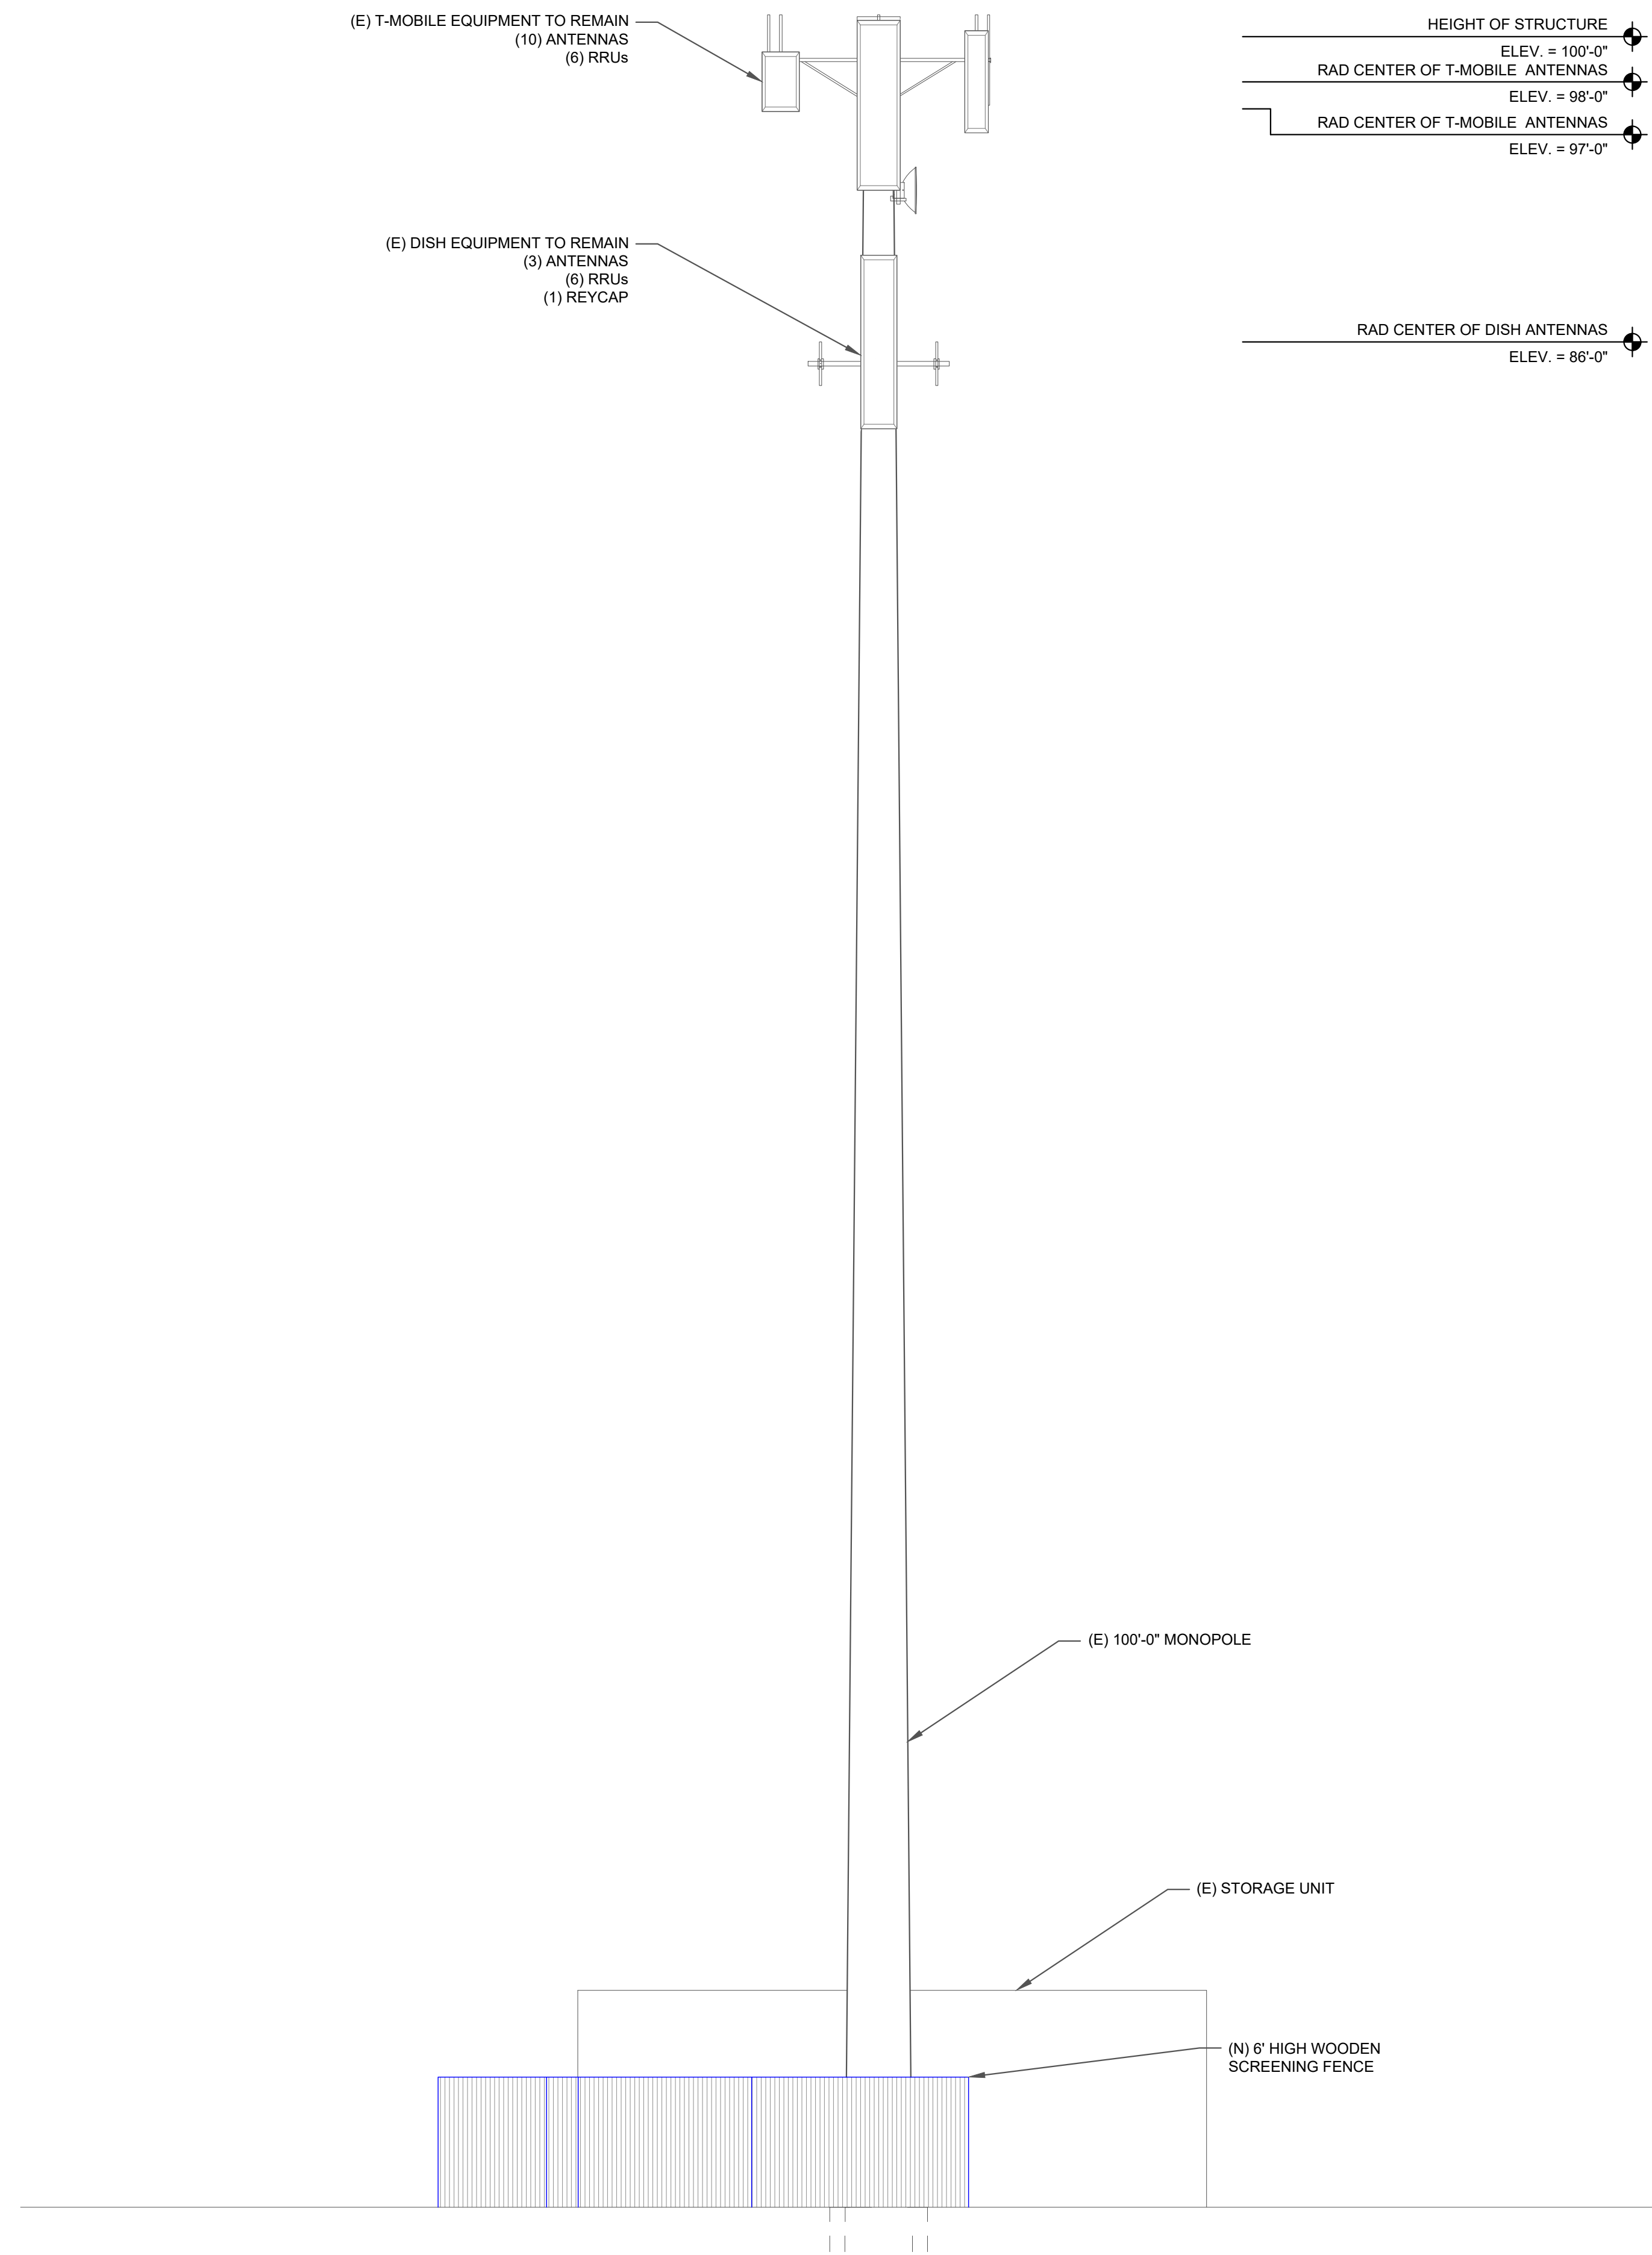 (E) T-MOBILE EQUIPMENT TO REMAIN
(10) ANTENNAS
(6) RRUs
HEIGHT OF STRUCTURE
ELEV. = 100'-0"
RAD CENTER OF T-MOBILE ANTENNAS
ELEV. = 98'-0"
RAD CENTER OF T-MOBILE ANTENNAS
ELEV. = 97'-0"
(E) DISH EQUIPMENT TO REMAIN
(3) ANTENNAS
(6) RRUs
(1) REYCAP
RAD CENTER OF DISH ANTENNAS
ELEV. = 86'-0"
(E) 100'-0" MONOPOLE
(E) STORAGE UNIT
(N) 6' HIGH WOODEN
SCREENING FENCE